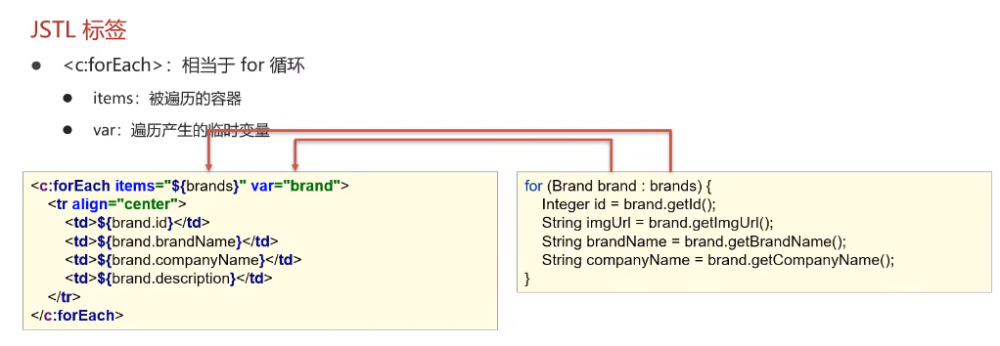 JSTL 标签
<c:forEach>：相当于 for 循环
items：被遍历的容器
var：遍历产生的临时变量
<c:forEach items="${brands}" var="brand">
<tr align="center">
<td>${brand.id}</td>
<td>${brand.brandName}</td>
<td>${brand.companyName}</td>
<td>${brand.description}</td>
</tr>
</c:forEach>
for (Brand brand : brands) {
Integer id = brand.getId();
String imgUrl = brand.getImgUrl();
String brandName = brand.getBrandName();
String companyName = brand.getCompanyName();
}